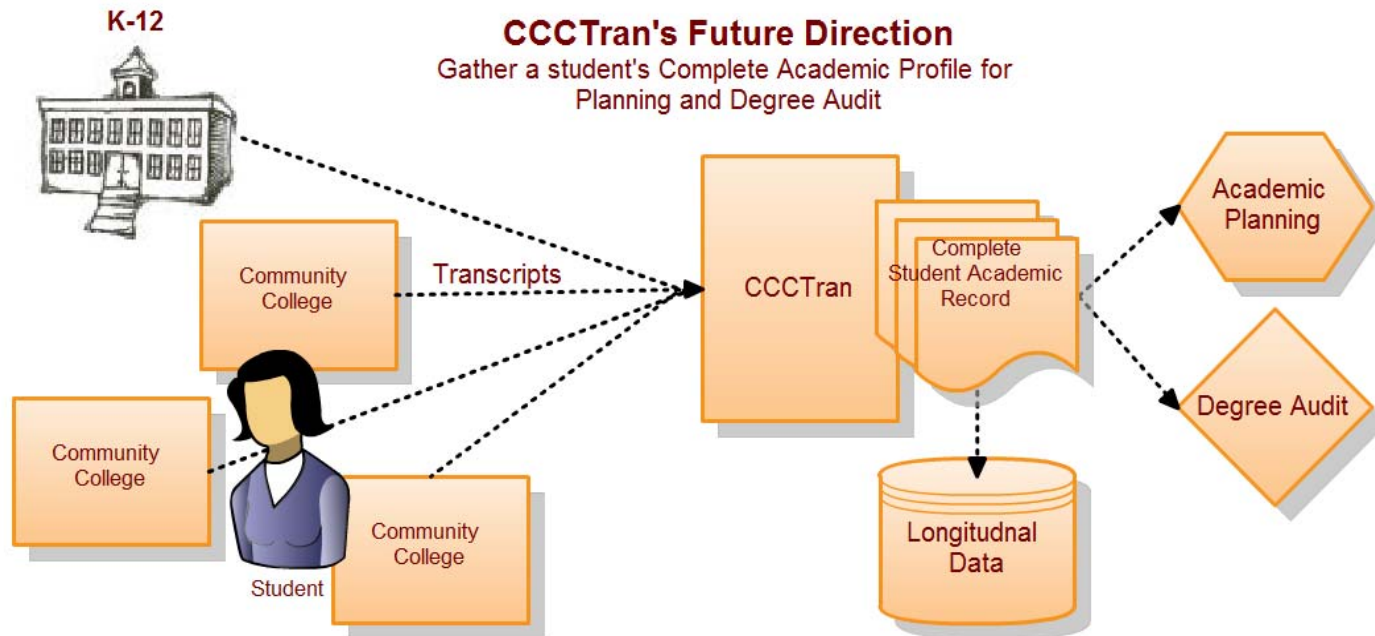 K-12
CCCTran's Future Direction
Gather a student's Complete Academic Profile for
Planning and Degree Audit
Community
College
Transcripts
Community
College
Community
College
Student
CCCTran
Complete
Student Academic
Record
Longitudnal
Data
Academic
Planning
Degree Audit